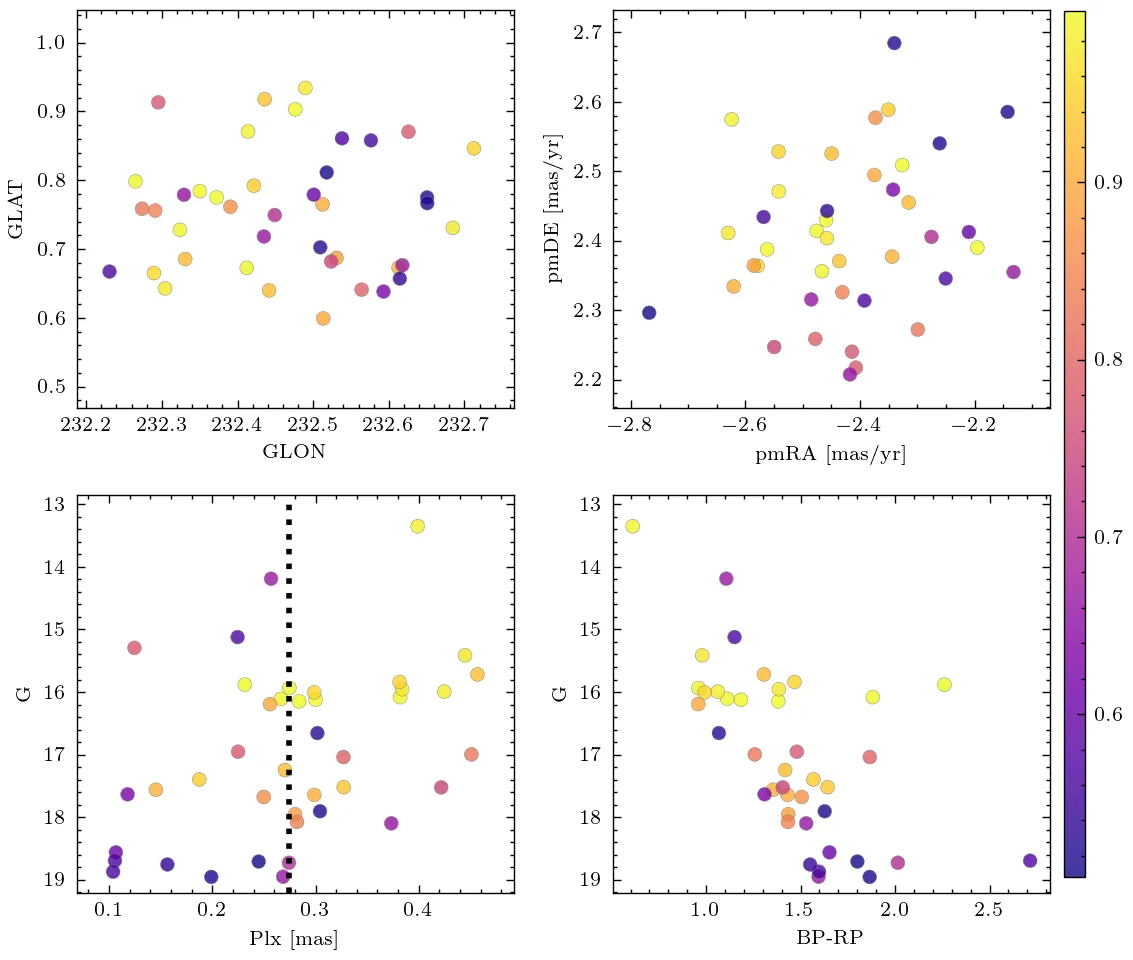 1.0
0.9
0.8
0.7
0.6
0.5
GLAT
232.2 232.3 232.4 232.5 232.6 232.7
GLON
2.7
2.6
2.5
2.4
2.3
2.2
pmDE [mas/yr]
−2.8 −2.6 −2.4 −2.2
pmRA [mas/yr]
0.9
0.8
0.7
0.6
13
14
15
16
17
18
19
G
0.1 0.2 0.3 0.4
Plx [mas]
13
14
15
16
17
18
19
G
1.0 1.5 2.0 2.5
BP-RP